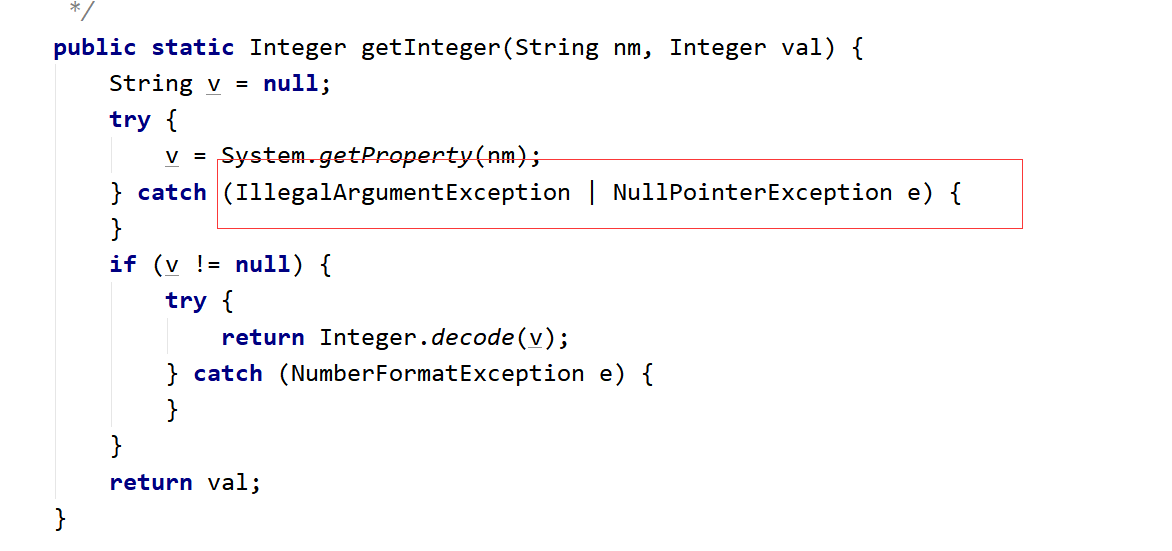 */
public static Integer getInteger(String nm, Integer val) {
String v = null;
try {
v = System.getProperty(nm);
} catch (IllegalArgumentException | NullPointerException e) {
}
if (v != null) {
try {
return Integer.decode(v);
} catch (NumberFormatException e) {
}
}
return val;
}